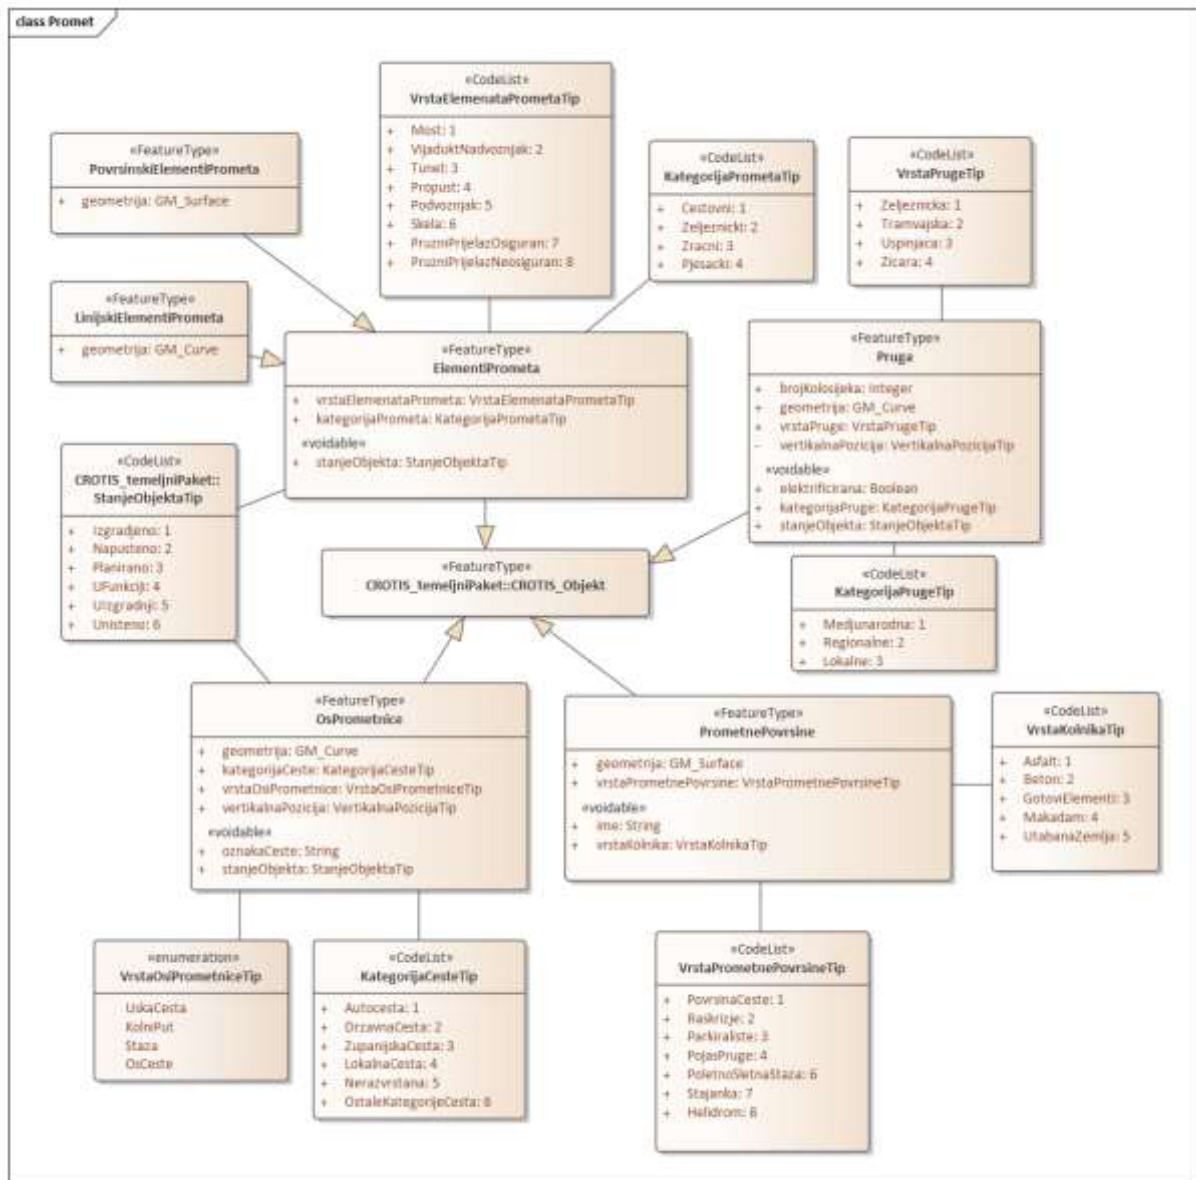 class Promet
«CodeList»
VrstaElemenataPrometaTip
+ Most: 1
+ VijaduktNadvoznjak: 2
+ Tunel: 3
+ Propust: 4
+ Podvoznjak: 5
+ Skela: 6
+ PruzniPrijelazOsiguran: 7
+ PruzniPrijelazNeosiguran: 8
«FeatureType»
PovrsinskiElementiPrometa
+ geometrija: GM_Surface
«CodeList»
KategorijaPrometaTip
+ Cestovni: 1
+ Zeljeznicki: 2
+ Zracni: 3
+ Pjesacki: 4
«CodeList»
VrstaPrugeTip
+ Zeljeznicka: 1
+ Tramvajska: 2
+ Uspinjaca: 3
+ Zicara: 4
«FeatureType»
LinijskiElementiPrometa
+ geometrija: GM_Curve
«FeatureType»
ElementiPrometa
+ vrstaElemenataPrometa: VrstaElemenataPrometaTip
+ kategorijaPrometa: KategorijaPrometaTip
«voidable»
+ stanjeObjekta: StanjeObjektaTip
«FeatureType»
Pruga
+ brojKolosijeka: Integer
+ geometrija: GM_Curve
+ vrstaPruge: VrstaPrugeTip
- vertikalnaPozicija: VertikalnaPozicijaTip
«voidable»
+ elektrificirana: Boolean
+ kategorijaPruge: KategorijaPrugeTip
+ stanjeObjekta: StanjeObjektaTip
«CodeList»
CROTIS_temeljniPaket::
StanjeObjektaTip
+ Izgradjeno: 1
+ Napusteno: 2
+ Planirano: 3
+ UFunkciji: 4
+ UIzgradnji: 5
+ Unisteno: 6
«FeatureType»
CROTIS_temeljniPaket::CROTIS_Objekt
«CodeList»
KategorijaPrugeTip
+ Medjunarodna: 1
+ Regionalne: 2
+ Lokalne: 3
«FeatureType»
OsPrometnice
+ geometrija: GM_Curve
+ kategorijaCeste: KategorijaCesteTip
+ vrstaOsiPrometnice: VrstaOsiPrometniceTip
+ vertikalnaPozicija: VertikalnaPozicijaTip
«voidable»
+ oznakaCeste: String
+ stanjeObjekta: StanjeObjektaTip
«FeatureType»
PrometnePovrsine
+ geometrija: GM_Surface
+ vrstaPrometnePovrsine: VrstaPrometnePovrsineTip
«voidable»
+ ime: String
+ vrstaKolnika: VrstaKolnikaTip
«CodeList»
VrstaKolnikaTip
+ Asfalt: 1
+ Beton: 2
+ GotoviElementi: 3
+ Makadam: 4
+ UtabanaZemlja: 5
«enumeration»
VrstaOsiPrometniceTip
UskaCesta
KolniPut
Staza
OsCeste
«CodeList»
KategorijaCesteTip
+ Autocesta: 1
+ DrzavnaCesta: 2
+ ZupanijskaCesta: 3
+ LokalnaCesta: 4
+ Nerazvrstana: 5
+ OstaleKategorijeCesta: 6
«CodeList»
VrstaPrometnePovrsineTip
+ PovrsinaCeste: 1
+ Raskrizje: 2
+ Parkiraliste: 3
+ PojasPruge: 4
+ PoletnoSletnaStaza: 6
+ Stajanka: 7
+ Helidrom: 8